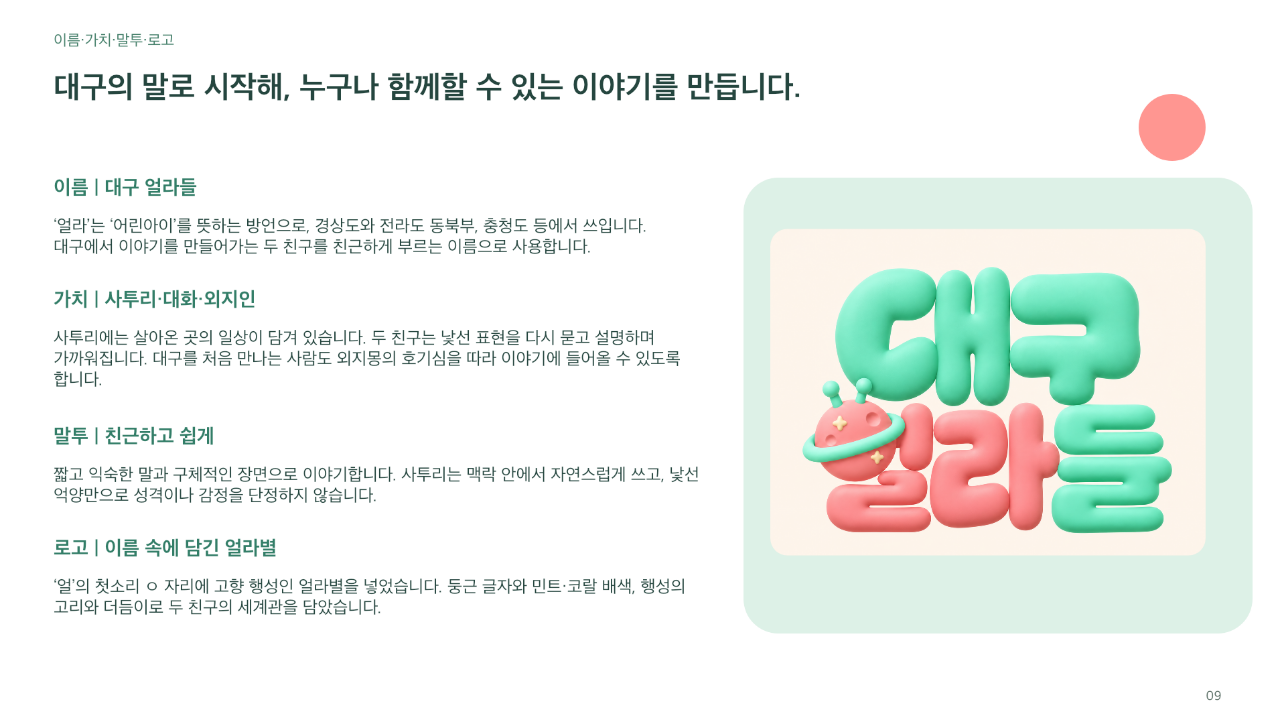 이름·가치·말투·로고
대구의 말로 시작해, 누구나 함께할 수 있는 이야기를 만듭니다.
이름 | 대구 얼라들
‘얼라’는 ‘어린아이’를 뜻하는 방언으로, 경상도와 전라도 동북부, 충청도 등에서 쓰입니다.
대구에서 이야기를 만들어가는 두 친구를 친근하게 부르는 이름으로 사용합니다.
가치 | 사투리·대화·외지인
사투리에는 살아온 곳의 일상이 담겨 있습니다. 두 친구는 낯선 표현을 다시 묻고 설명하며
가까워집니다. 대구를 처음 만나는 사람도 외지몽의 호기심을 따라 이야기에 들어올 수 있도록
합니다.
말투 | 친근하고 쉽게
짧고 익숙한 말과 구체적인 장면으로 이야기합니다. 사투리는 맥락 안에서 자연스럽게 쓰고, 낯선
억양만으로 성격이나 감정을 단정하지 않습니다.
로고 | 이름 속에 담긴 얼라별
‘얼’의 첫소리 ㅇ 자리에 고향 행성인 얼라별을 넣었습니다. 둥근 글자와 민트·코랄 배색, 행성의
고리와 더듬이로 두 친구의 세계관을 담았습니다.
대구
얼라들
09